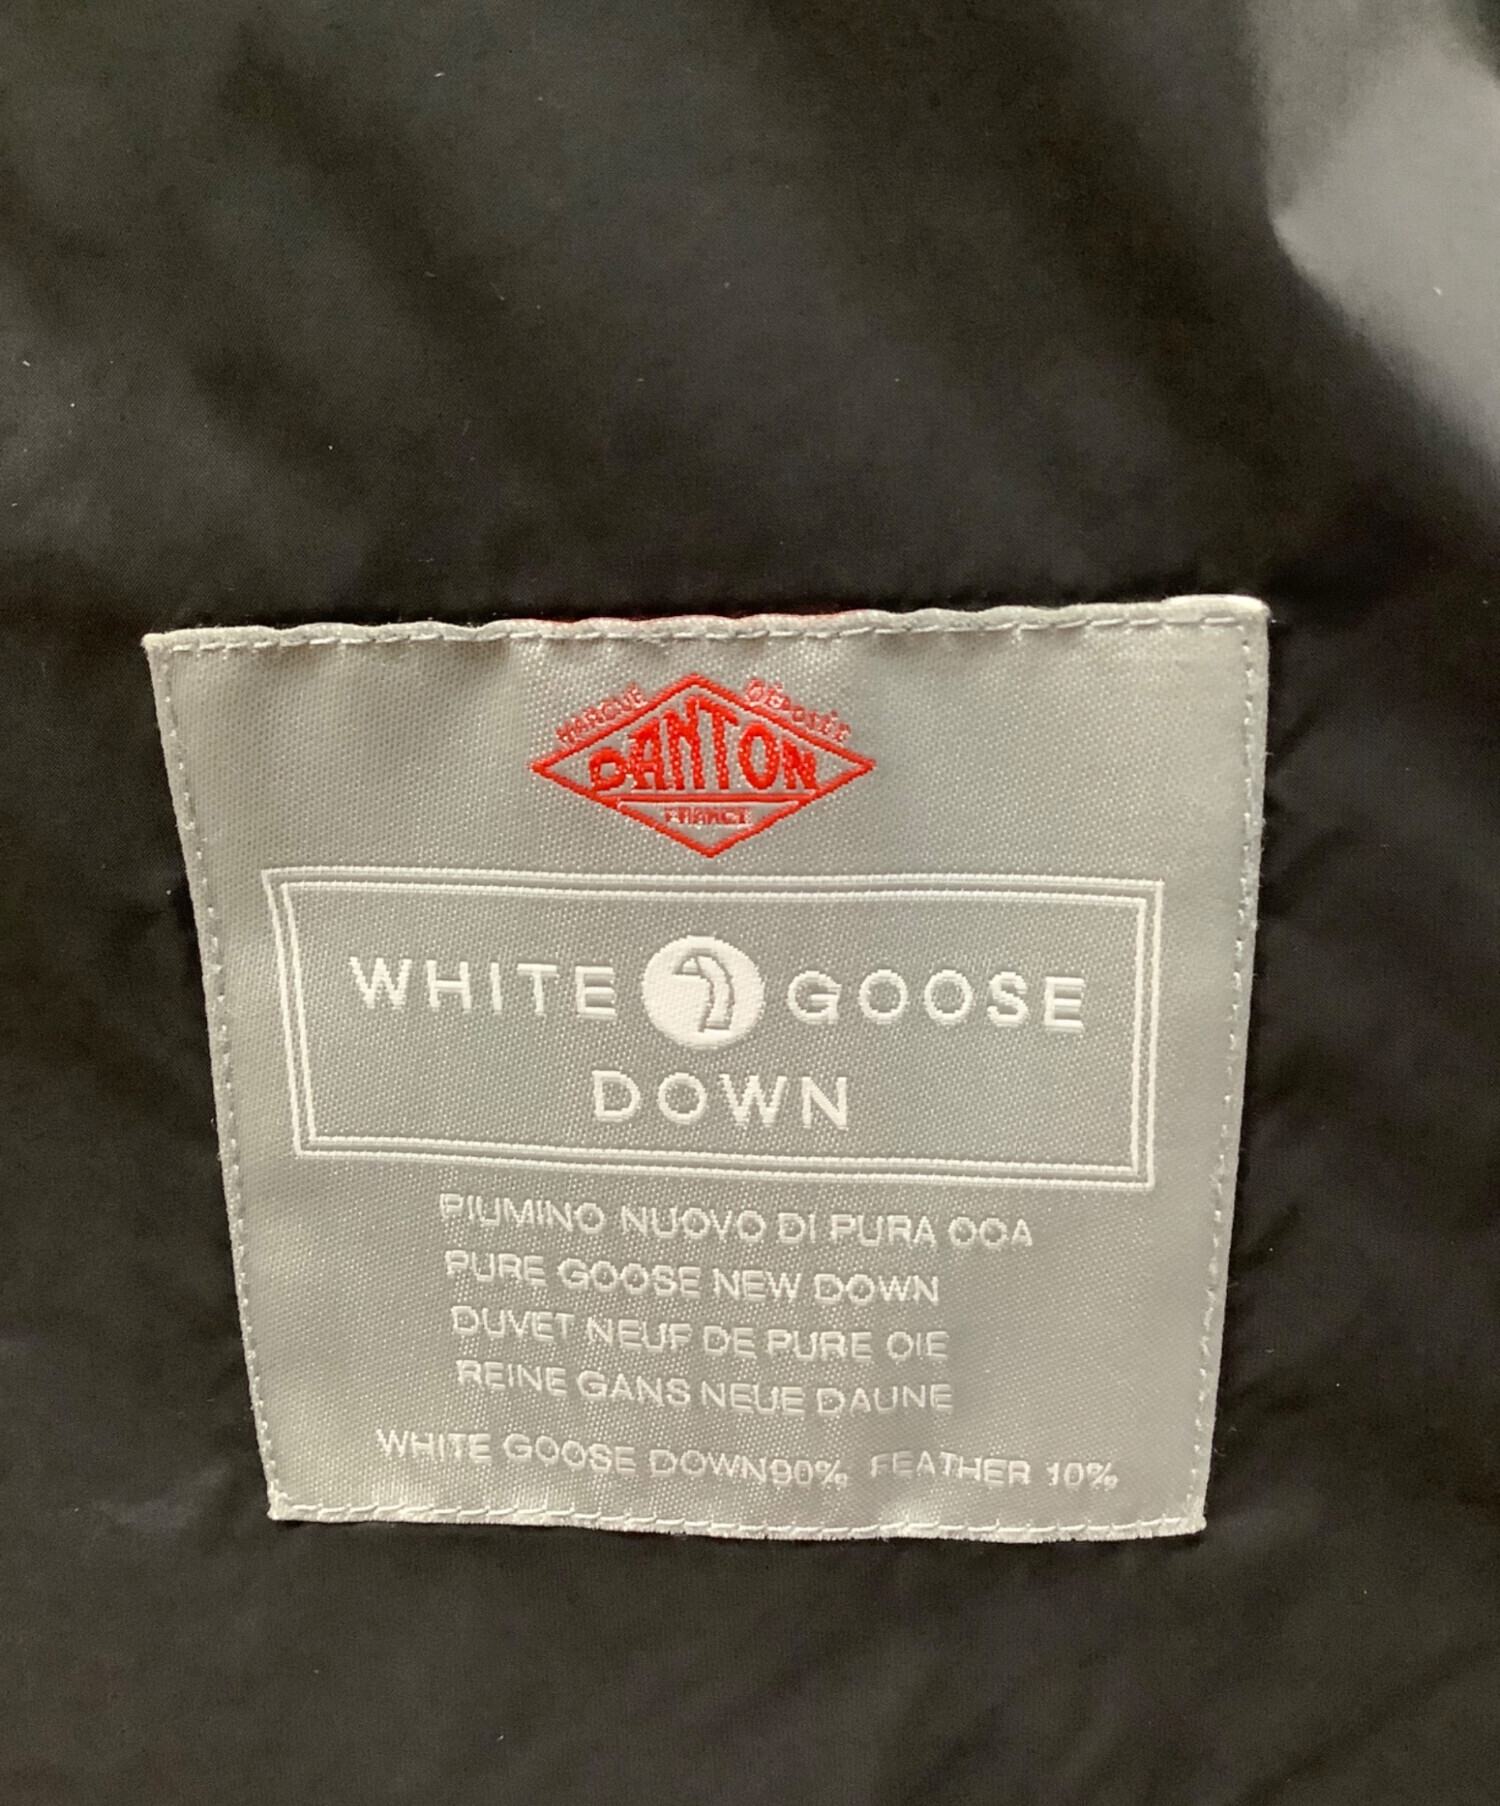 MARQUE DÉPOSÉE
DANTON
FRANCE
WHITE GOOSE
DOWN
PIUMINO NUOVO DI PURA OCA
PURE GOOSE NEW DOWN
DUVET NEUF DE PURE OIE
REINE GANS NEUE DAUNE
WHITE GOOSE DOWN90% FEATHER 10%